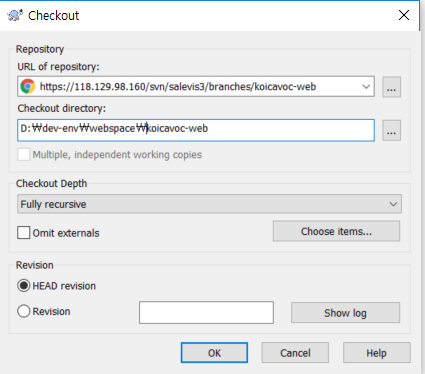 Checkout
Repository
URL of repository:
https://118.129.98.160/svn/salevis3/branches/koicavoc-web
...
Checkout directory:
D:₩dev-env₩webspace₩koicavoc-web
...
Multiple, independent working copies
Checkout Depth
Fully recursive
Omit externals
Choose items...
Revision
HEAD revision
Revision
Show log
OK
Cancel
Help